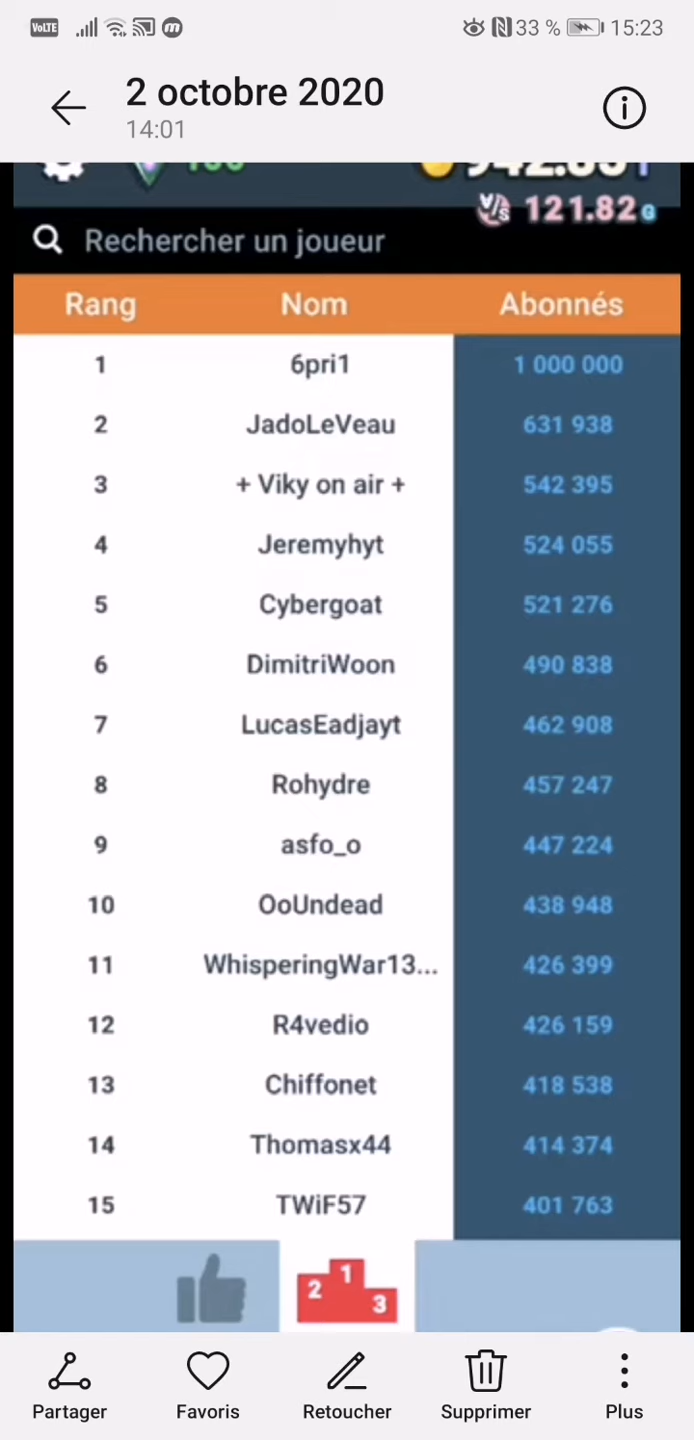 VoLTE 33 % 15:23
2 octobre 2020
14:01
V/S 121.82 G
Rechercher un joueur
Rang Nom Abonnés
1 6pri1 1 000 000
2 JadoLeVeau 631 938
3 + Viky on air + 542 395
4 Jeremyhyt 524 055
5 Cybergoat 521 276
6 DimitriWoon 490 838
7 LucasEadjayt 462 908
8 Rohydre 457 247
9 asfo_o 447 224
10 OoUndead 438 948
11 WhisperingWar13... 426 399
12 R4vedio 426 159
13 Chiffonet 418 538
14 Thomasx44 414 374
15 TWiF57 401 763
2 1 3
Partager Favoris Retoucher Supprimer Plus